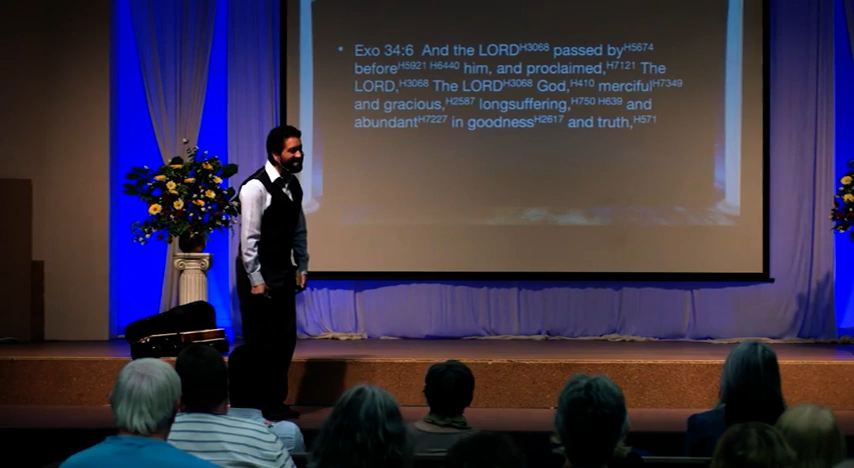 • Exo 34:6 And the LORDH3068 passed byH5674
beforeH5921 H6440 him, and proclaimed,H7121 The
LORD,H3068 The LORDH3068 God,H410 mercifulH7349
and gracious,H2587 longsuffering,H750 H639 and
abundantH7227 in goodnessH2617 and truth,H571